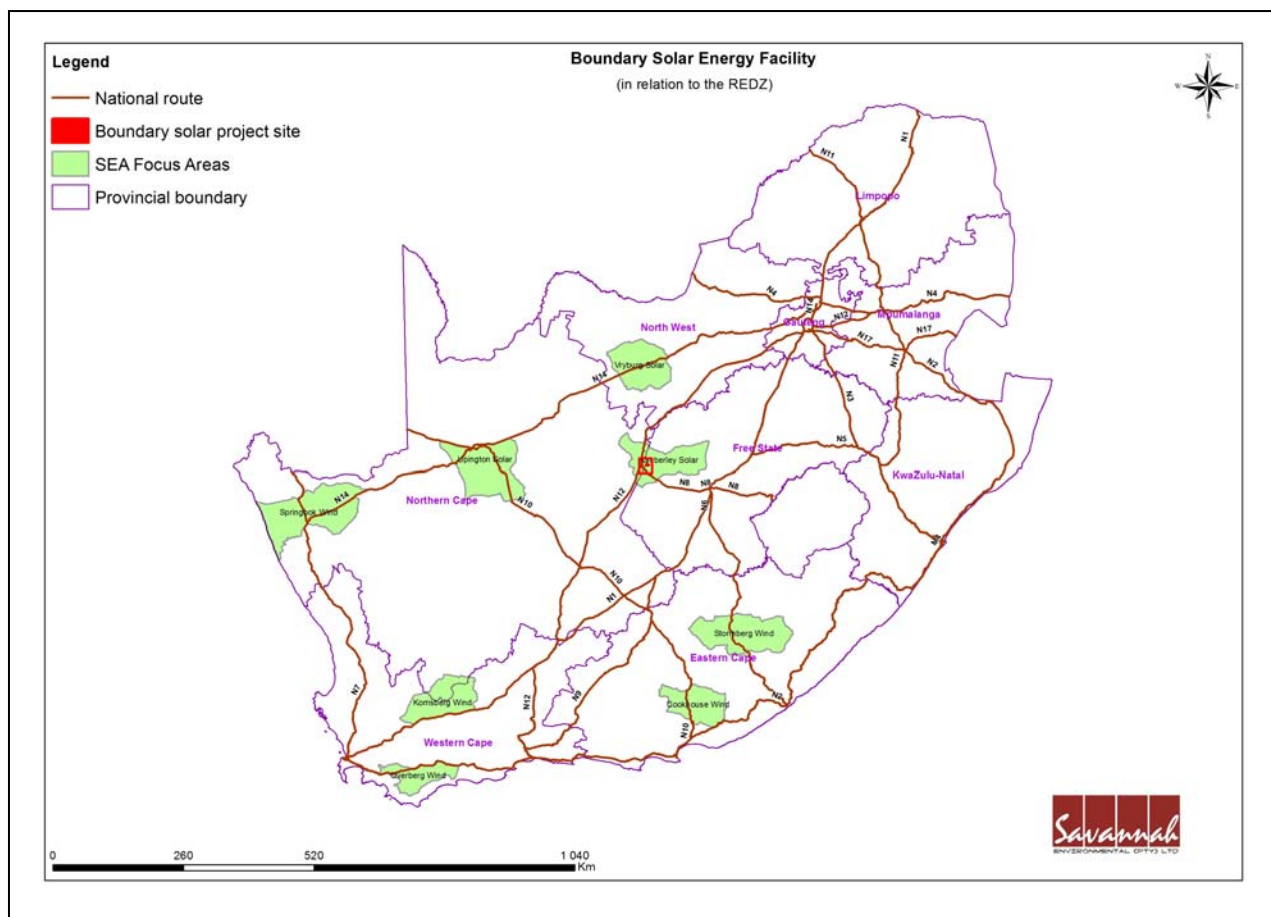 Legend
National route
Boundary solar project site
SEA Focus Areas
Provincial boundary
Boundary Solar Energy Facility
(in relation to the REDZ)
N
W
E
S
N1
N11
Limpopo
N4
N14
N12
N4
Gauteng
Mpumalanga
North West
N17
N17
N11
N2
Vryburg Solar
N14
N3
Free State
N5
KwaZulu-Natal
Upington Solar
Kimberley Solar
N8
N8
N8
N12
N6
N14
Springbok Wind
Northern Cape
N10
N10
N1
Stormberg Wind
Eastern Cape
N7
Komsberg Wind
N12
N9
Cookhouse Wind
N2
N10
Western Cape
Overberg Wind
0
260
520
1 040
Km
Savannah
ENVIRONMENTAL (PTY) LTD